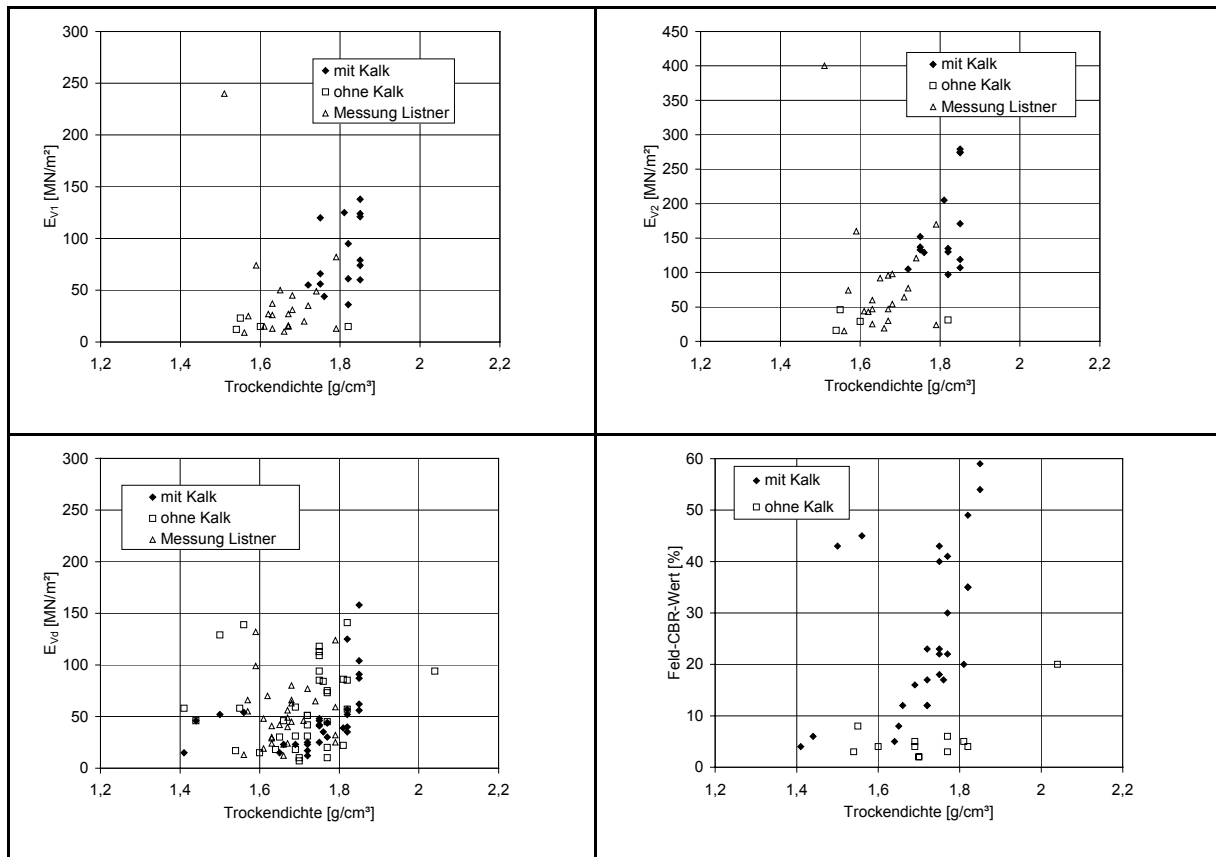 300
250
200
150
100
50
0
E_V1 [MN/m²]
mit Kalk
ohne Kalk
Messung Listner
1,2 1,4 1,6 1,8 2 2,2
Trockendichte [g/cm³]
450
400
350
300
250
200
150
100
50
0
E_V2 [MN/m²]
mit Kalk
ohne Kalk
Messung Listner
1,2 1,4 1,6 1,8 2 2,2
Trockendichte [g/cm³]
300
250
200
150
100
50
0
E_Vd [MN/m²]
mit Kalk
ohne Kalk
Messung Listner
1,2 1,4 1,6 1,8 2 2,2
Trockendichte [g/cm³]
60
50
40
30
20
10
0
Feld-CBR-Wert [%]
mit Kalk
ohne Kalk
1,2 1,4 1,6 1,8 2 2,2
Trockendichte [g/cm³]